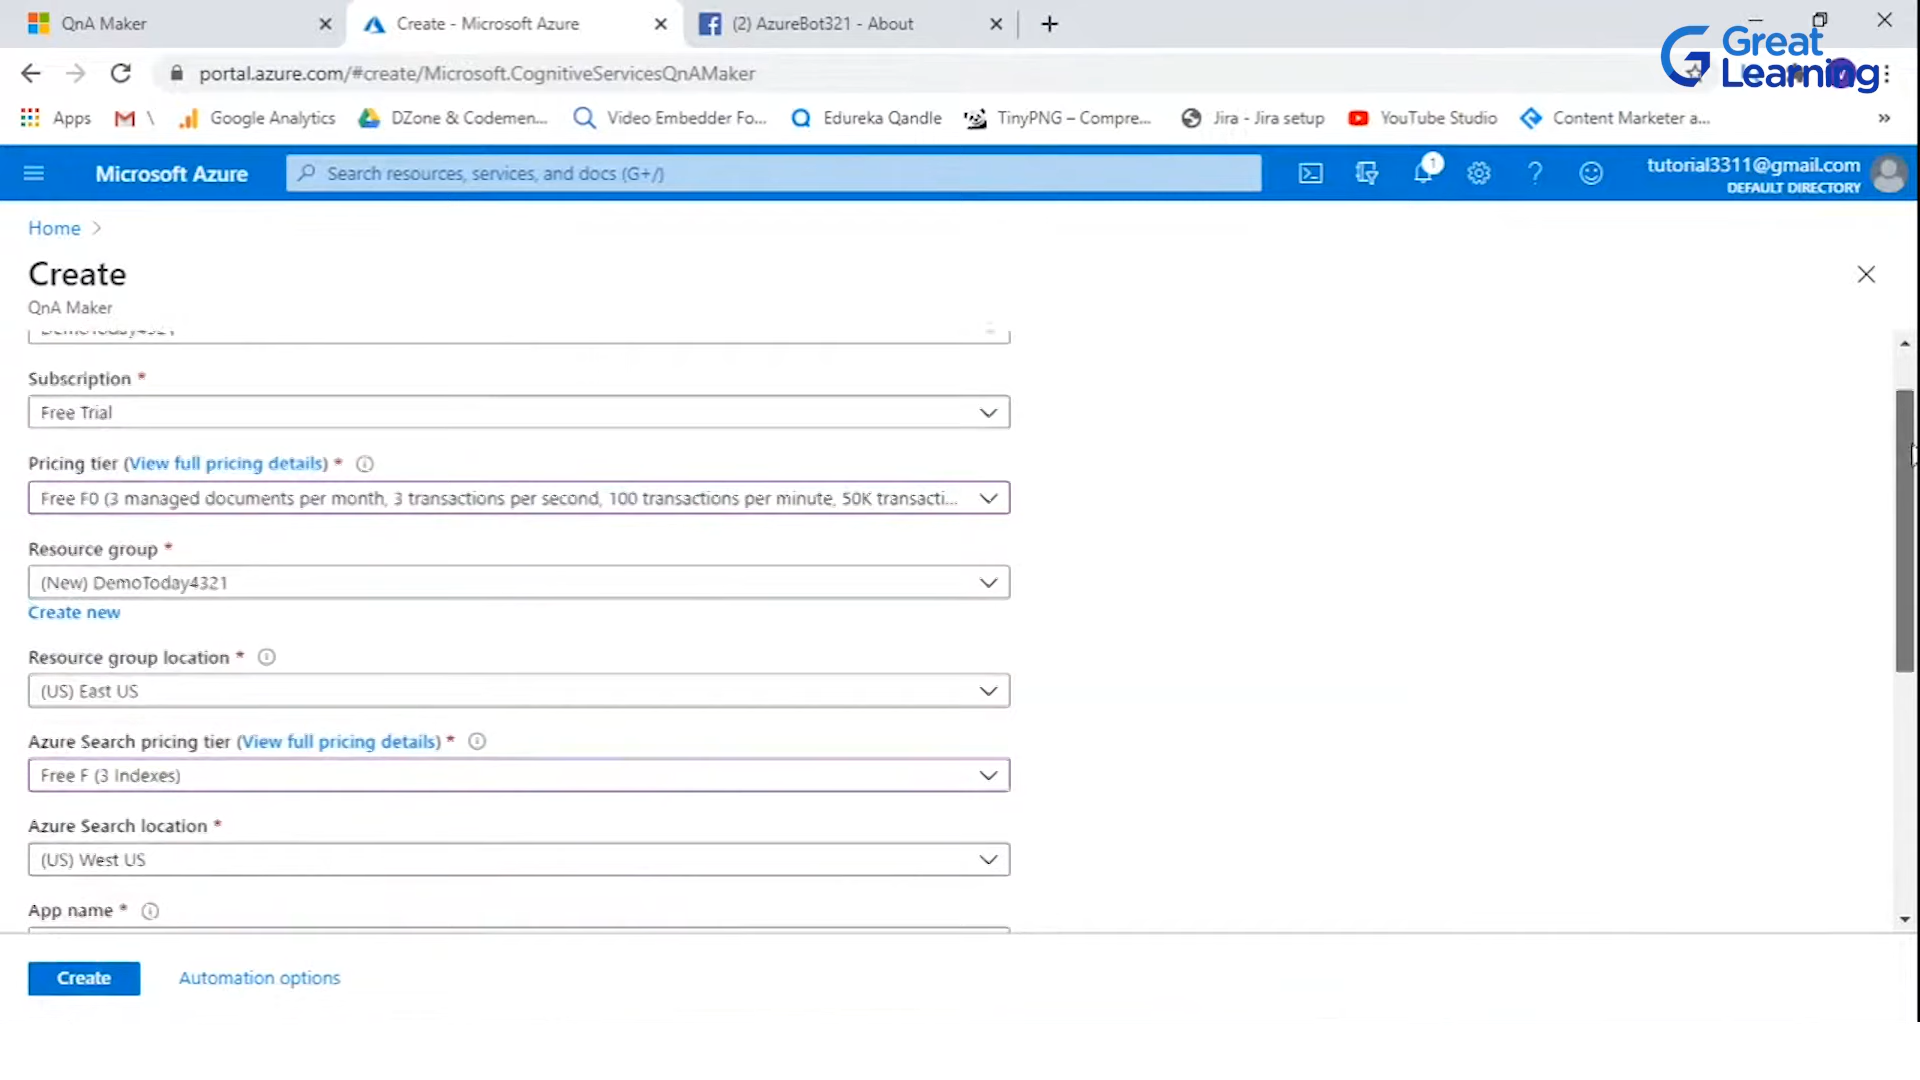 QnA Maker
Create - Microsoft Azure
(2) AzureBot321 - About
Great
Learning
portal.azure.com/#create/Microsoft.CognitiveServicesQnAMaker
Apps
\
Google Analytics
DZone & Codemen...
Video Embedder Fo...
Edureka Qandle
TinyPNG – Compre...
Jira - Jira setup
YouTube Studio
Content Marketer a...
»
Microsoft Azure
Search resources, services, and docs (G+/)
1
tutorial3311@gmail.com
DEFAULT DIRECTORY
Home >
Create
QnA Maker
DemoToday4321
Subscription *
Free Trial
Pricing tier (View full pricing details) *
Free F0 (3 managed documents per month, 3 transactions per second, 100 transactions per minute, 50K transacti...
Resource group *
(New) DemoToday4321
Create new
Resource group location *
(US) East US
Azure Search pricing tier (View full pricing details) *
Free F (3 Indexes)
Azure Search location *
(US) West US
App name *
Create
Automation options